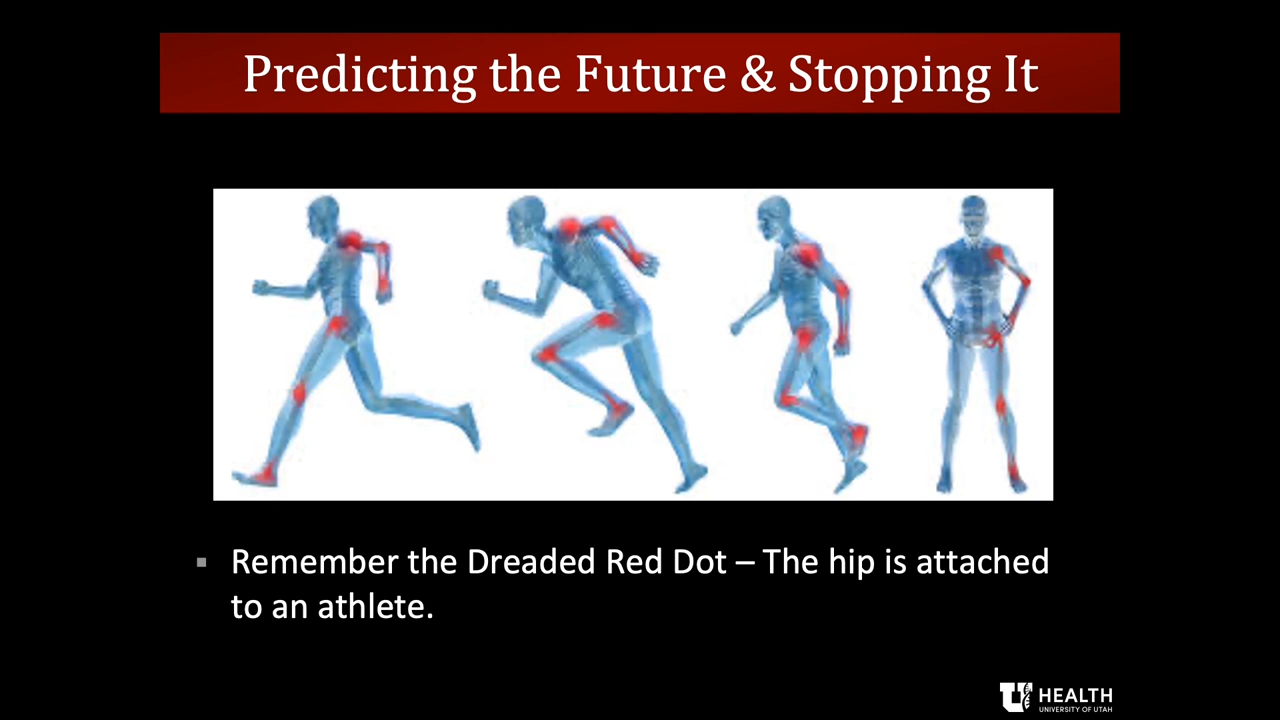 Predicting the Future & Stopping It
▪ Remember the Dreaded Red Dot – The hip is attached
to an athlete.
U HEALTH
UNIVERSITY OF UTAH